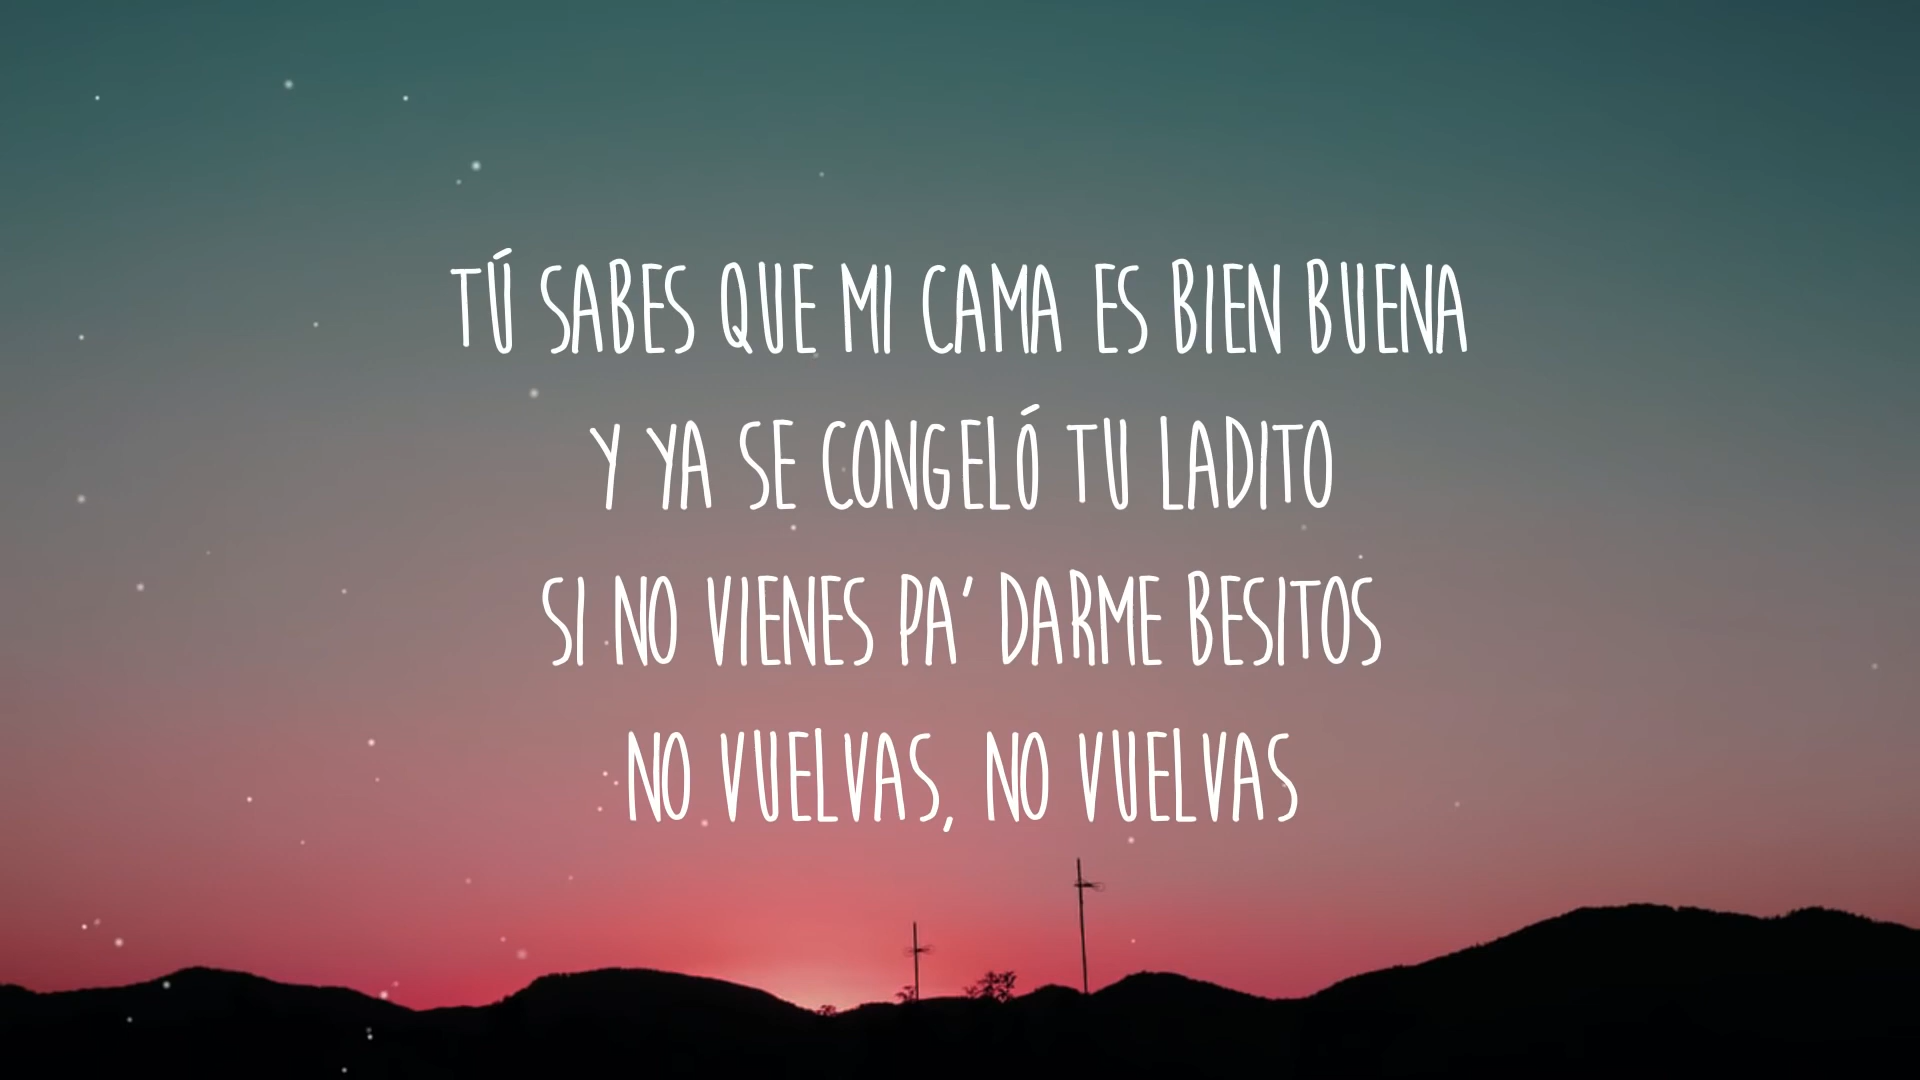 TÚ SABES QUE MI CAMA ES BIEN BUENA
Y YA SE CONGELÓ TU LADITO
SI NO VIENES PA' DARME BESITOS
NO VUELVAS, NO VUELVAS